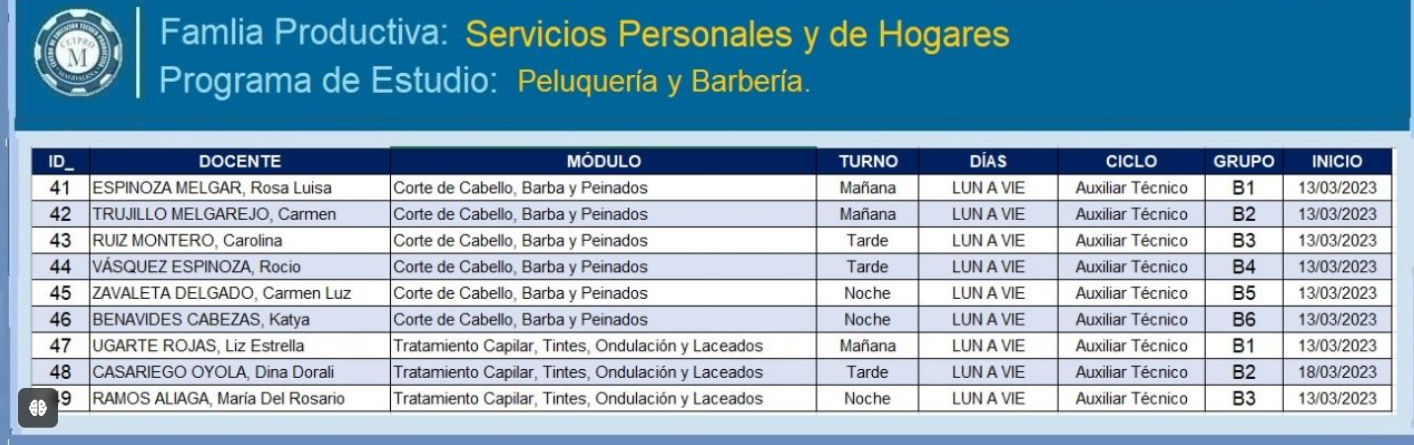 CETPRO
M
MAGDALENA
Famlia Productiva: Servicios Personales y de Hogares
Programa de Estudio: Peluquería y Barbería.
ID_ DOCENTE MÓDULO TURNO DÍAS CICLO GRUPO INICIO
41 ESPINOZA MELGAR, Rosa Luisa Corte de Cabello, Barba y Peinados Mañana LUN A VIE Auxiliar Técnico B1 13/03/2023
42 TRUJILLO MELGAREJO, Carmen Corte de Cabello, Barba y Peinados Mañana LUN A VIE Auxiliar Técnico B2 13/03/2023
43 RUIZ MONTERO, Carolina Corte de Cabello, Barba y Peinados Tarde LUN A VIE Auxiliar Técnico B3 13/03/2023
44 VÁSQUEZ ESPINOZA, Rocio Corte de Cabello, Barba y Peinados Tarde LUN A VIE Auxiliar Técnico B4 13/03/2023
45 ZAVALETA DELGADO, Carmen Luz Corte de Cabello, Barba y Peinados Noche LUN A VIE Auxiliar Técnico B5 13/03/2023
46 BENAVIDES CABEZAS, Katya Corte de Cabello, Barba y Peinados Noche LUN A VIE Auxiliar Técnico B6 13/03/2023
47 UGARTE ROJAS, Liz Estrella Tratamiento Capilar, Tintes, Ondulación y Laceados Mañana LUN A VIE Auxiliar Técnico B1 13/03/2023
48 CASARIEGO OYOLA, Dina Dorali Tratamiento Capilar, Tintes, Ondulación y Laceados Tarde LUN A VIE Auxiliar Técnico B2 18/03/2023
9 RAMOS ALIAGA, María Del Rosario Tratamiento Capilar, Tintes, Ondulación y Laceados Noche LUN A VIE Auxiliar Técnico B3 13/03/2023